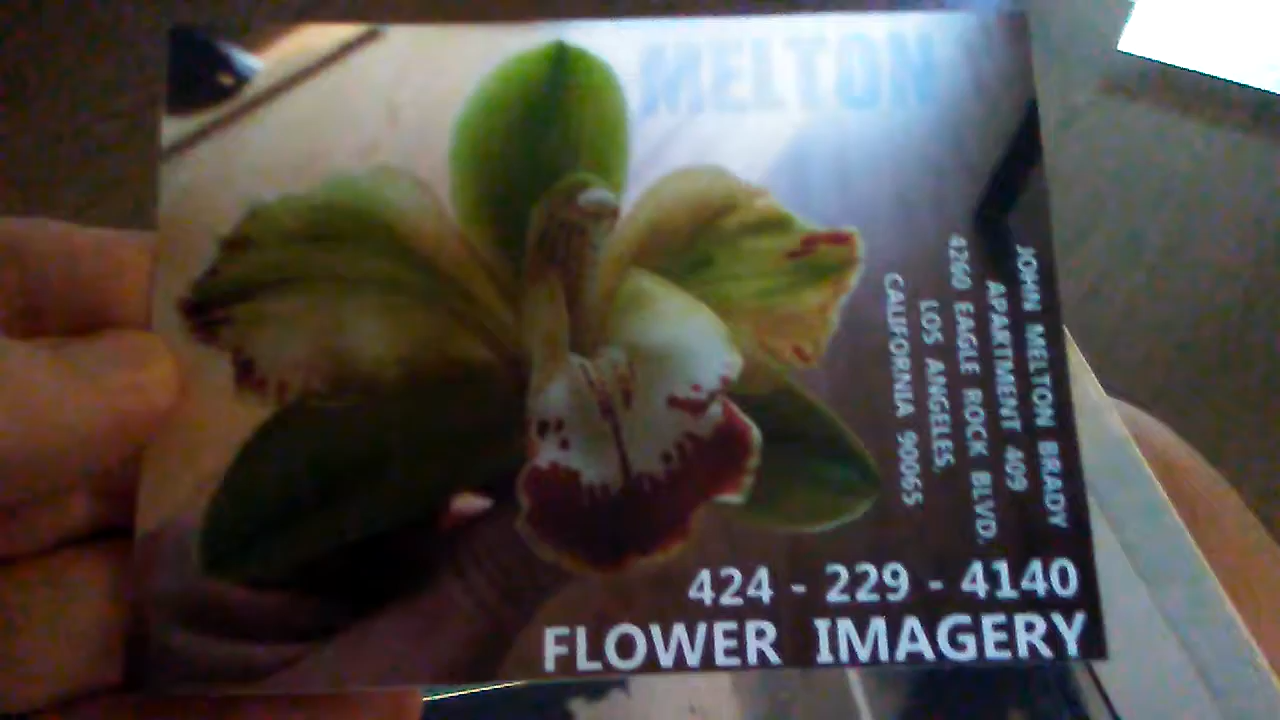 MELTON
JOHN MELTON BRADY
APARTMENT 409
4260 EAGLE ROCK BLVD.
LOS ANGELES,
CALIFORNIA 90065
424 - 229 - 4140
FLOWER IMAGERY